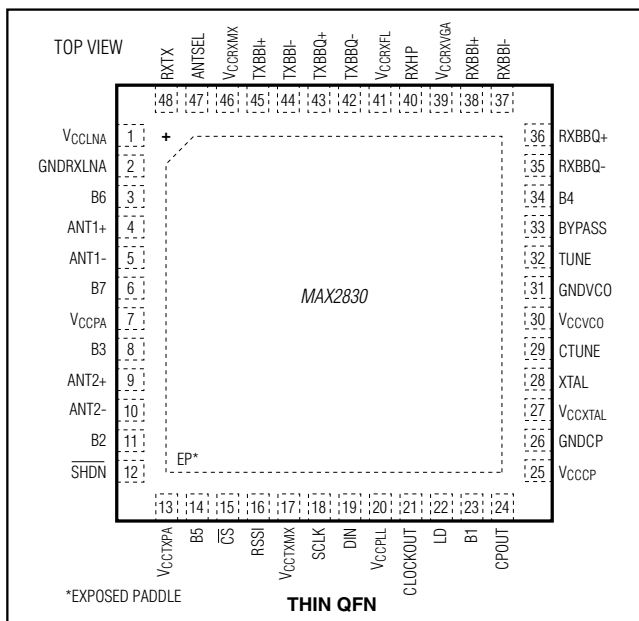 TOP VIEW
RXTX
ANTSEL
VCCRXMX
TXBBI+
TXBBI-
TXBBQ+
TXBBQ-
VCCRXFL
RXHP
VCCRXVGA
RXBBI+
RXBBI-
48 47 46 45 44 43 42 41 40 39 38 37
VCCLNA 1 +
GNDRXLNA 2
B6 3
ANT1+ 4
ANT1- 5
B7 6
VCCPA 7
B3 8
ANT2+ 9
ANT2- 10
B2 11
SHDN 12
MAX2830
EP*
36 RXBBQ+
35 RXBBQ-
34 B4
33 BYPASS
32 TUNE
31 GNDVCO
30 VCCVCO
29 CTUNE
28 XTAL
27 VCCXTAL
26 GNDCP
25 VCCCP
13 14 15 16 17 18 19 20 21 22 23 24
VCCTXPA
B5
CS
RSSI
VCCTXMX
SCLK
DIN
VCCPLL
CLOCKOUT
LD
B1
CPOUT
*EXPOSED PADDLE
THIN QFN